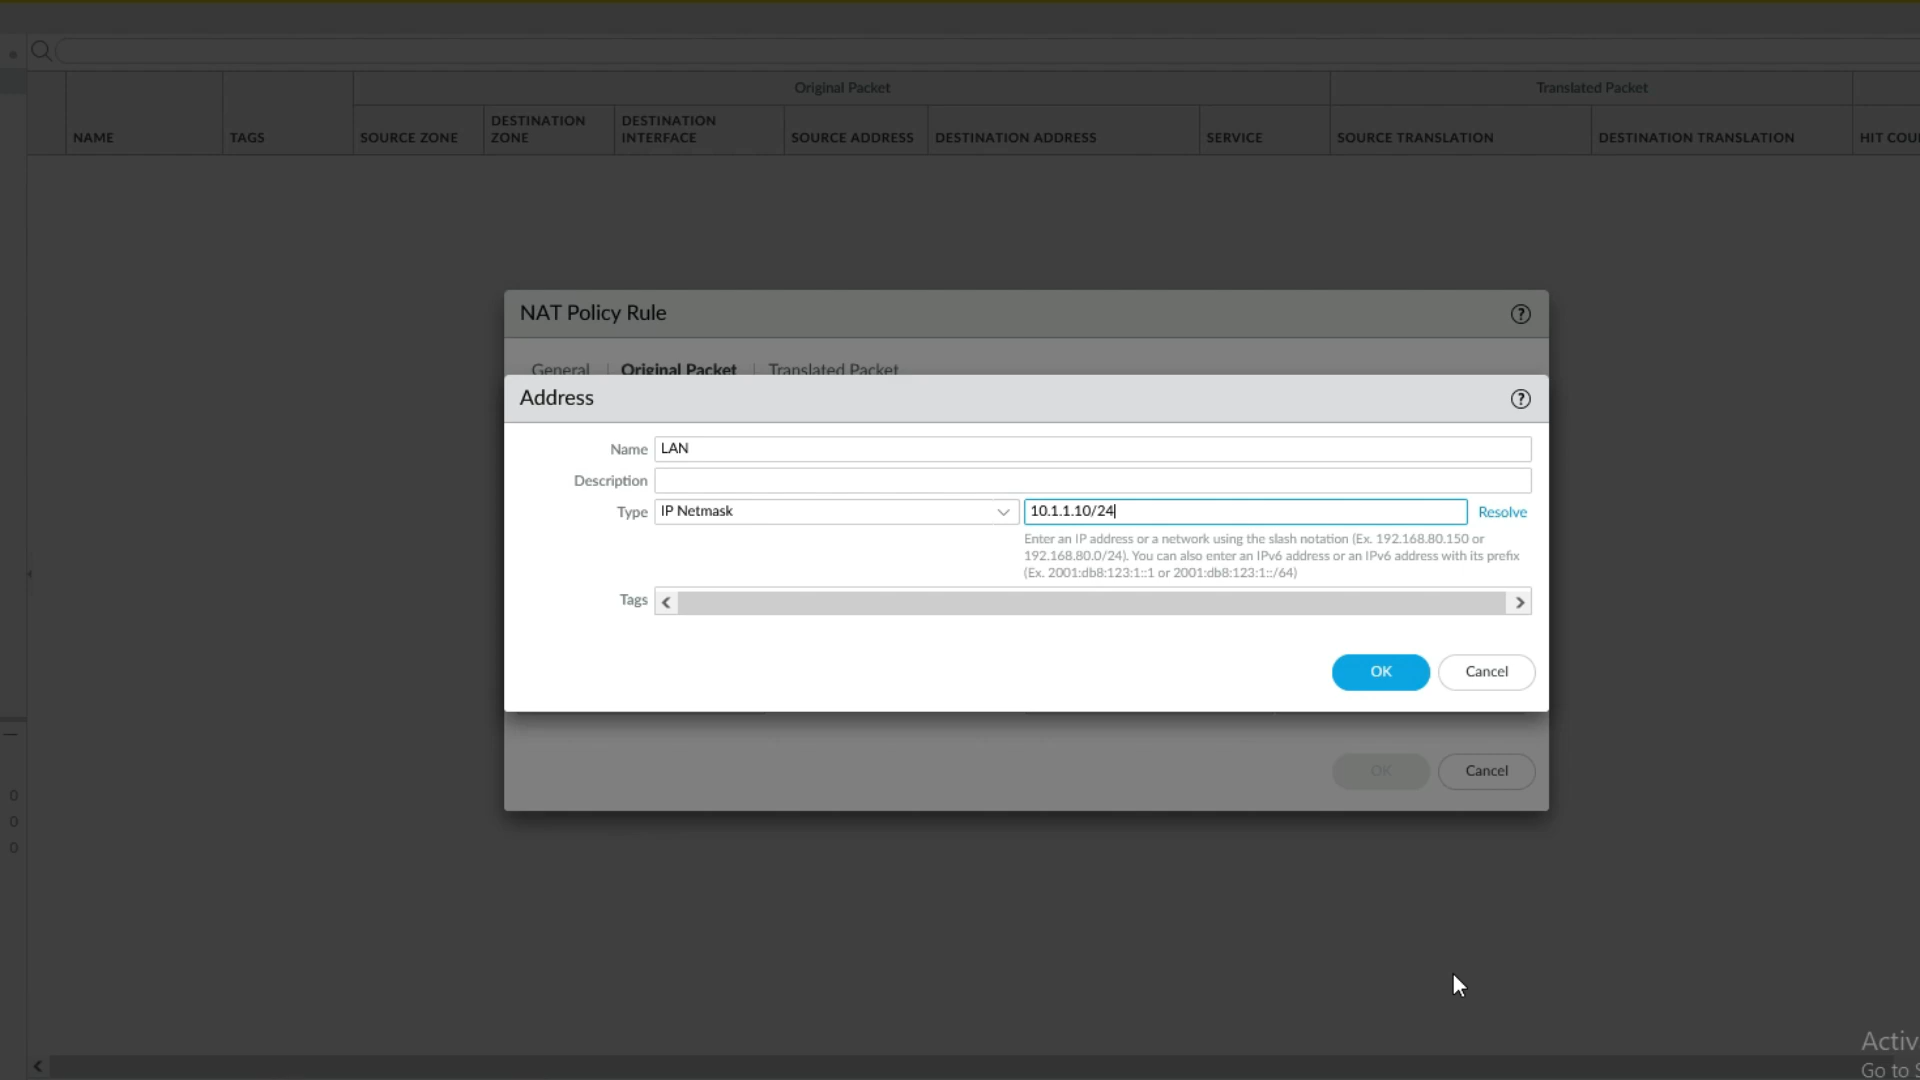 Original Packet
Translated Packet
NAME
TAGS
SOURCE ZONE
DESTINATION
ZONE
DESTINATION
INTERFACE
SOURCE ADDRESS
DESTINATION ADDRESS
SERVICE
SOURCE TRANSLATION
DESTINATION TRANSLATION
HIT COU
NAT Policy Rule
General
Original Packet
Translated Packet
Address
Name
LAN
Description
Type
IP Netmask
10.1.1.10/24
Resolve
Enter an IP address or a network using the slash notation (Ex. 192.168.80.150 or
192.168.80.0/24). You can also enter an IPv6 address or an IPv6 address with its prefix
(Ex. 2001:db8:123:1::1 or 2001:db8:123:1::/64)
Tags
OK
Cancel
OK
Cancel
0
0
0
Activ
Go to S